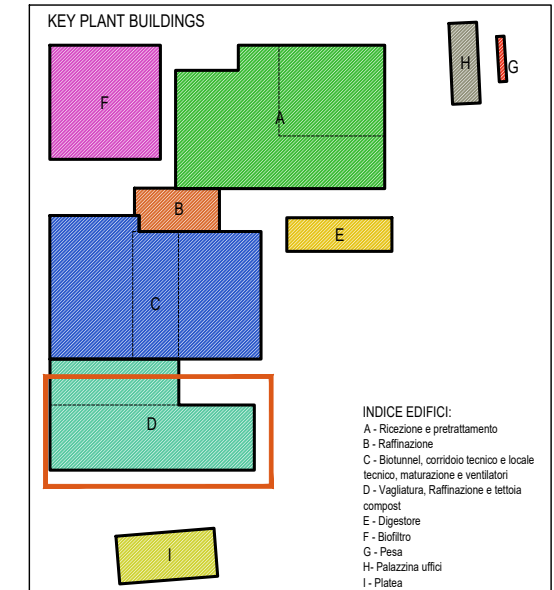 KEY PLANT BUILDINGS
H
G
F
A
B
E
C
D
I
INDICE EDIFICI:
A - Ricezione e pretrattamento
B - Raffinazione
C - Biotunnel, corridoio tecnico e locale
tecnico, maturazione e ventilatori
D - Vagliatura, Raffinazione e tettoia
compost
E - Digestore
F - Biofiltro
G - Pesa
H- Palazzina uffici
I - Platea